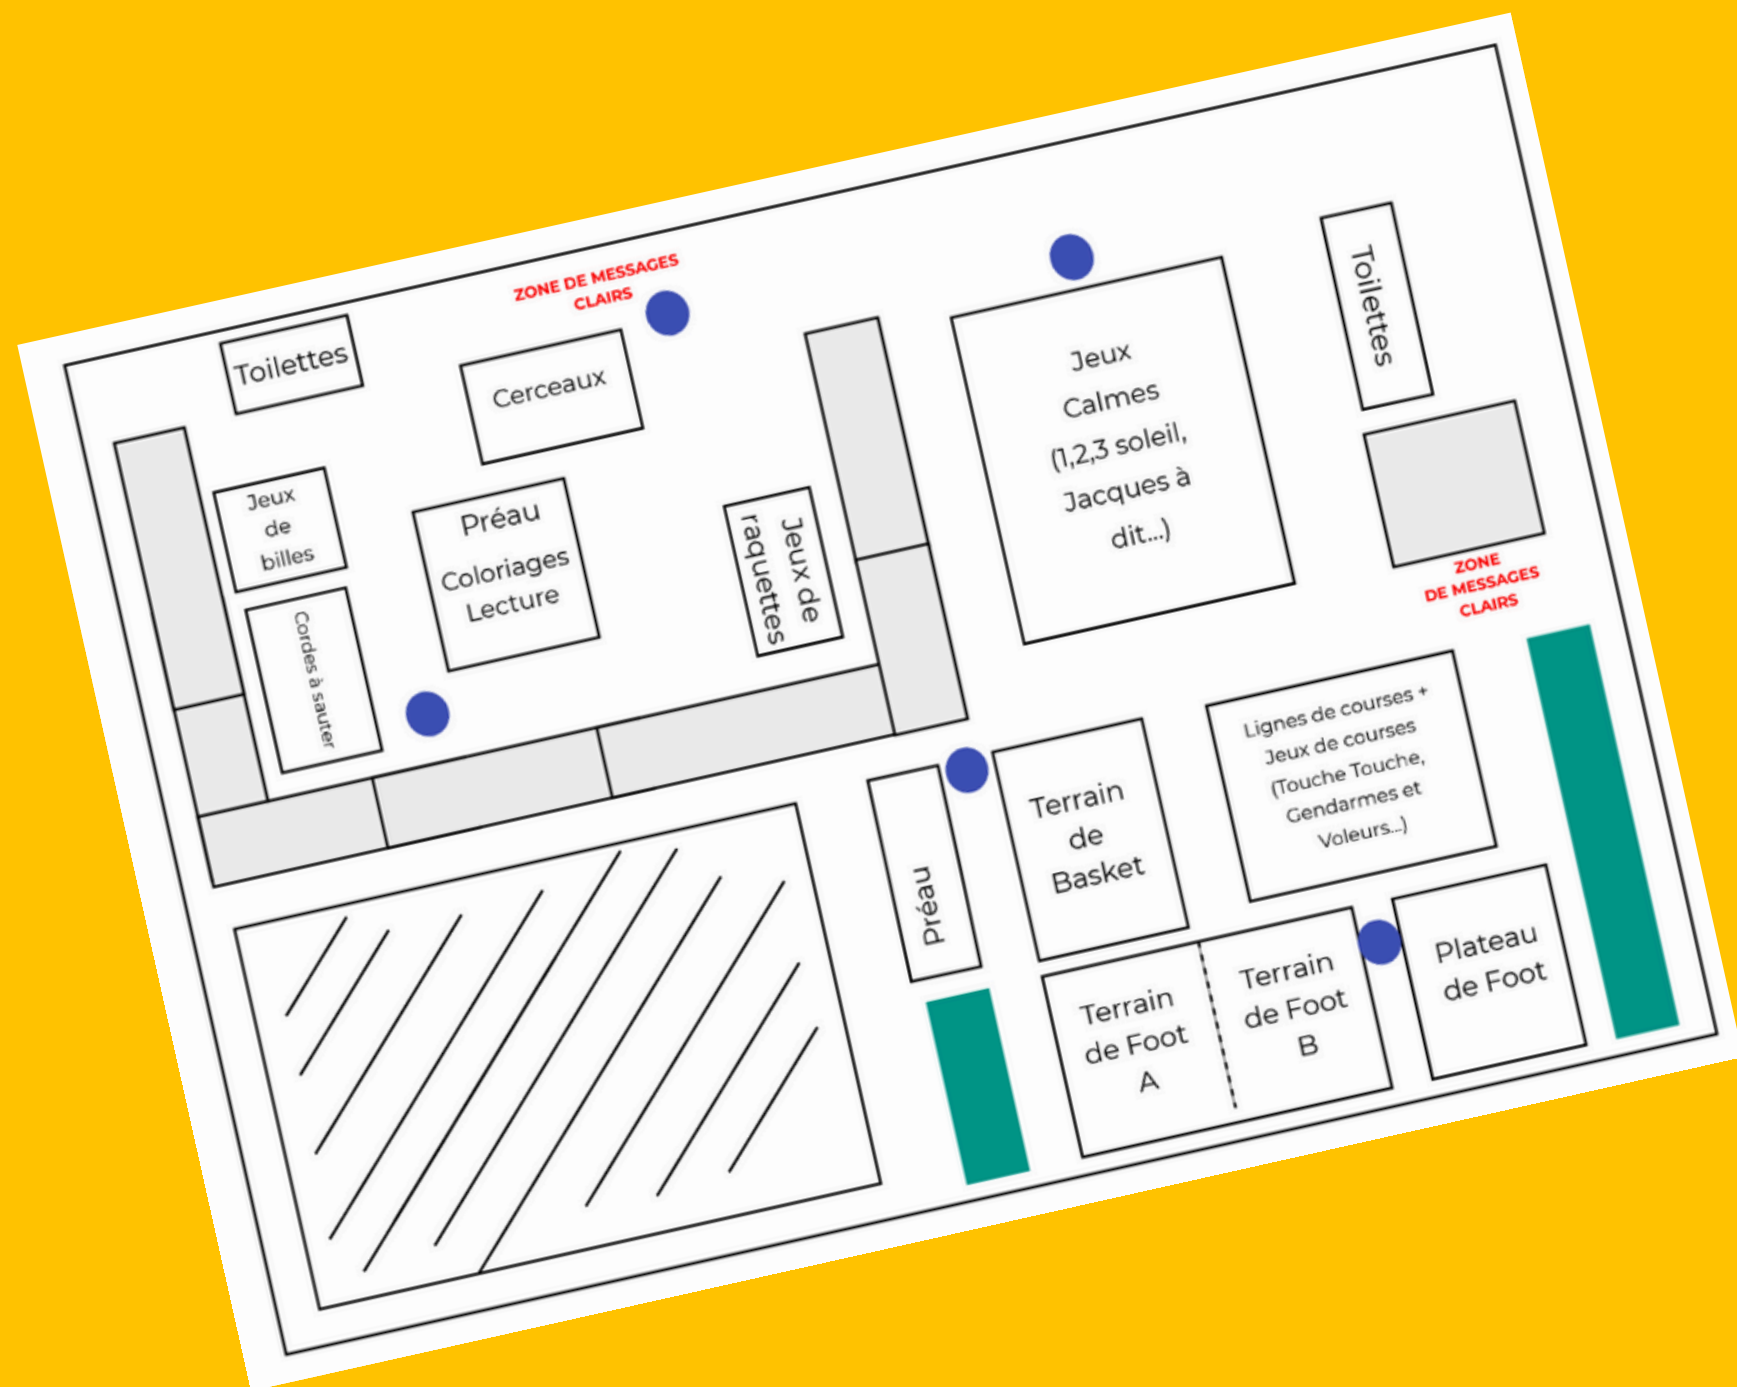 ZONE DE MESSAGES
CLAIRS
Toilettes
Cerceaux
Jeux
de
billes
Préau
Coloriages
Lecture
Cordes à sauter
Jeux de
raquettes
Jeux
Calmes
(1,2,3 soleil,
Jacques à
dit...)
Toilettes
ZONE
DE MESSAGES
CLAIRS
Lignes de courses +
Jeux de courses
(Touche Touche,
Gendarmes et
Voleurs...)
Préau
Terrain
de
Basket
Terrain
de Foot
A
Terrain
de Foot
B
Plateau
de Foot